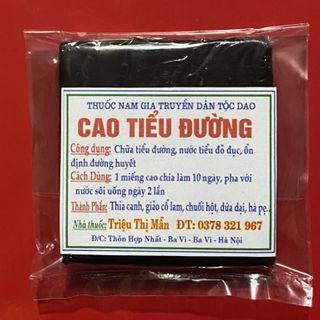 THUỐC NAM GIA TRUYỀN DÂN TỘC DAO
CAO TIỂU ĐƯỜNG
Công dụng: Chữa tiểu đường, nước tiểu đỏ đục, ổn
định đường huyết
Cách Dùng: 1 miếng cao chia làm 10 ngày, pha với
nước sôi uống ngày 2 lần
Thành Phần: Thìa canh, giảo cổ lam, chuối hột, dứa dại, hà pẹ..
Nhà thuốc: Triệu Thị Mẩn ĐT: 0378 321 967
Đ/C: Thôn Hợp Nhất - Ba Vì - Ba Vì - Hà Nội